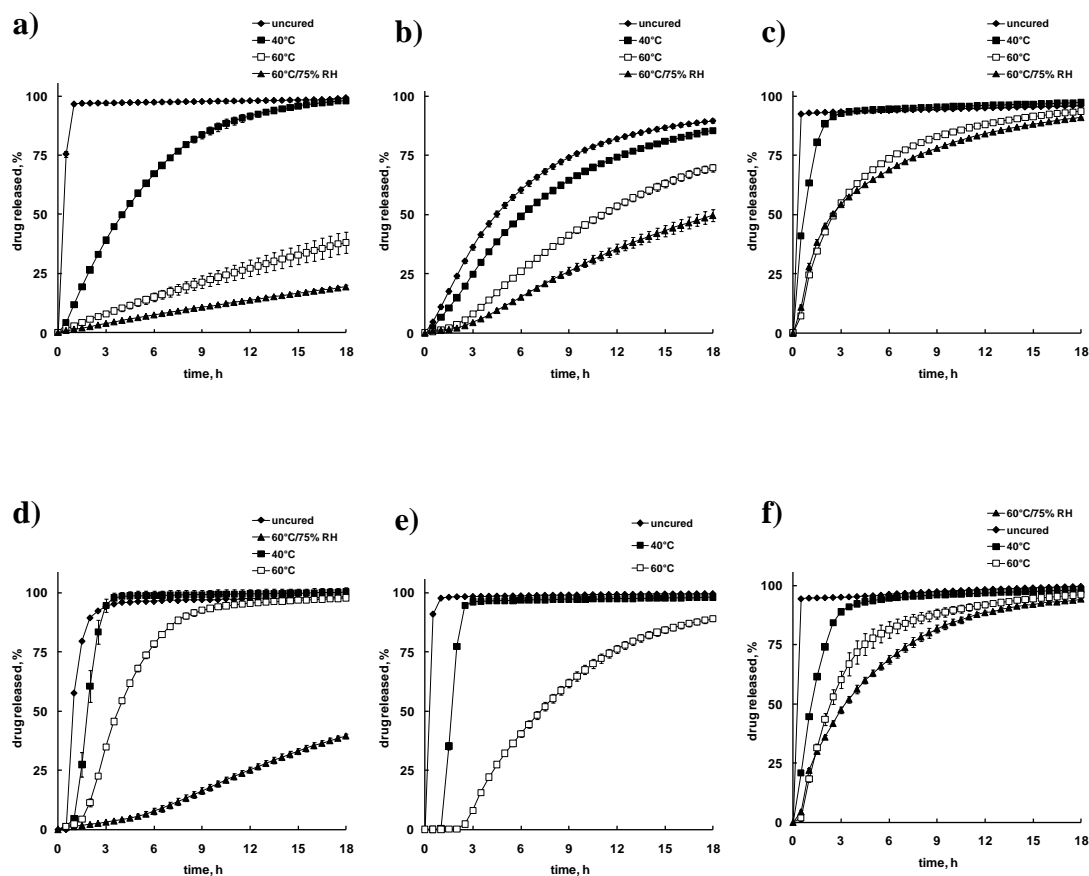 a)
uncured
40°C
60°C
60°C/75% RH
drug released, %
100
75
50
25
0
0 3 6 9 12 15 18
time, h
b)
uncured
40°C
60°C
60°C/75% RH
drug released, %
100
75
50
25
0
0 3 6 9 12 15 18
time, h
c)
uncured
40°C
60°C
60°C/75% RH
drug released, %
100
75
50
25
0
0 3 6 9 12 15 18
time, h
d)
uncured
60°C/75% RH
40°C
60°C
drug released, %
100
75
50
25
0
0 3 6 9 12 15 18
time, h
e)
uncured
40°C
60°C
drug released, %
100
75
50
25
0
0 3 6 9 12 15 18
time, h
f)
60°C/75% RH
uncured
40°C
60°C
drug released, %
100
75
50
25
0
0 3 6 9 12 15 18
time, h